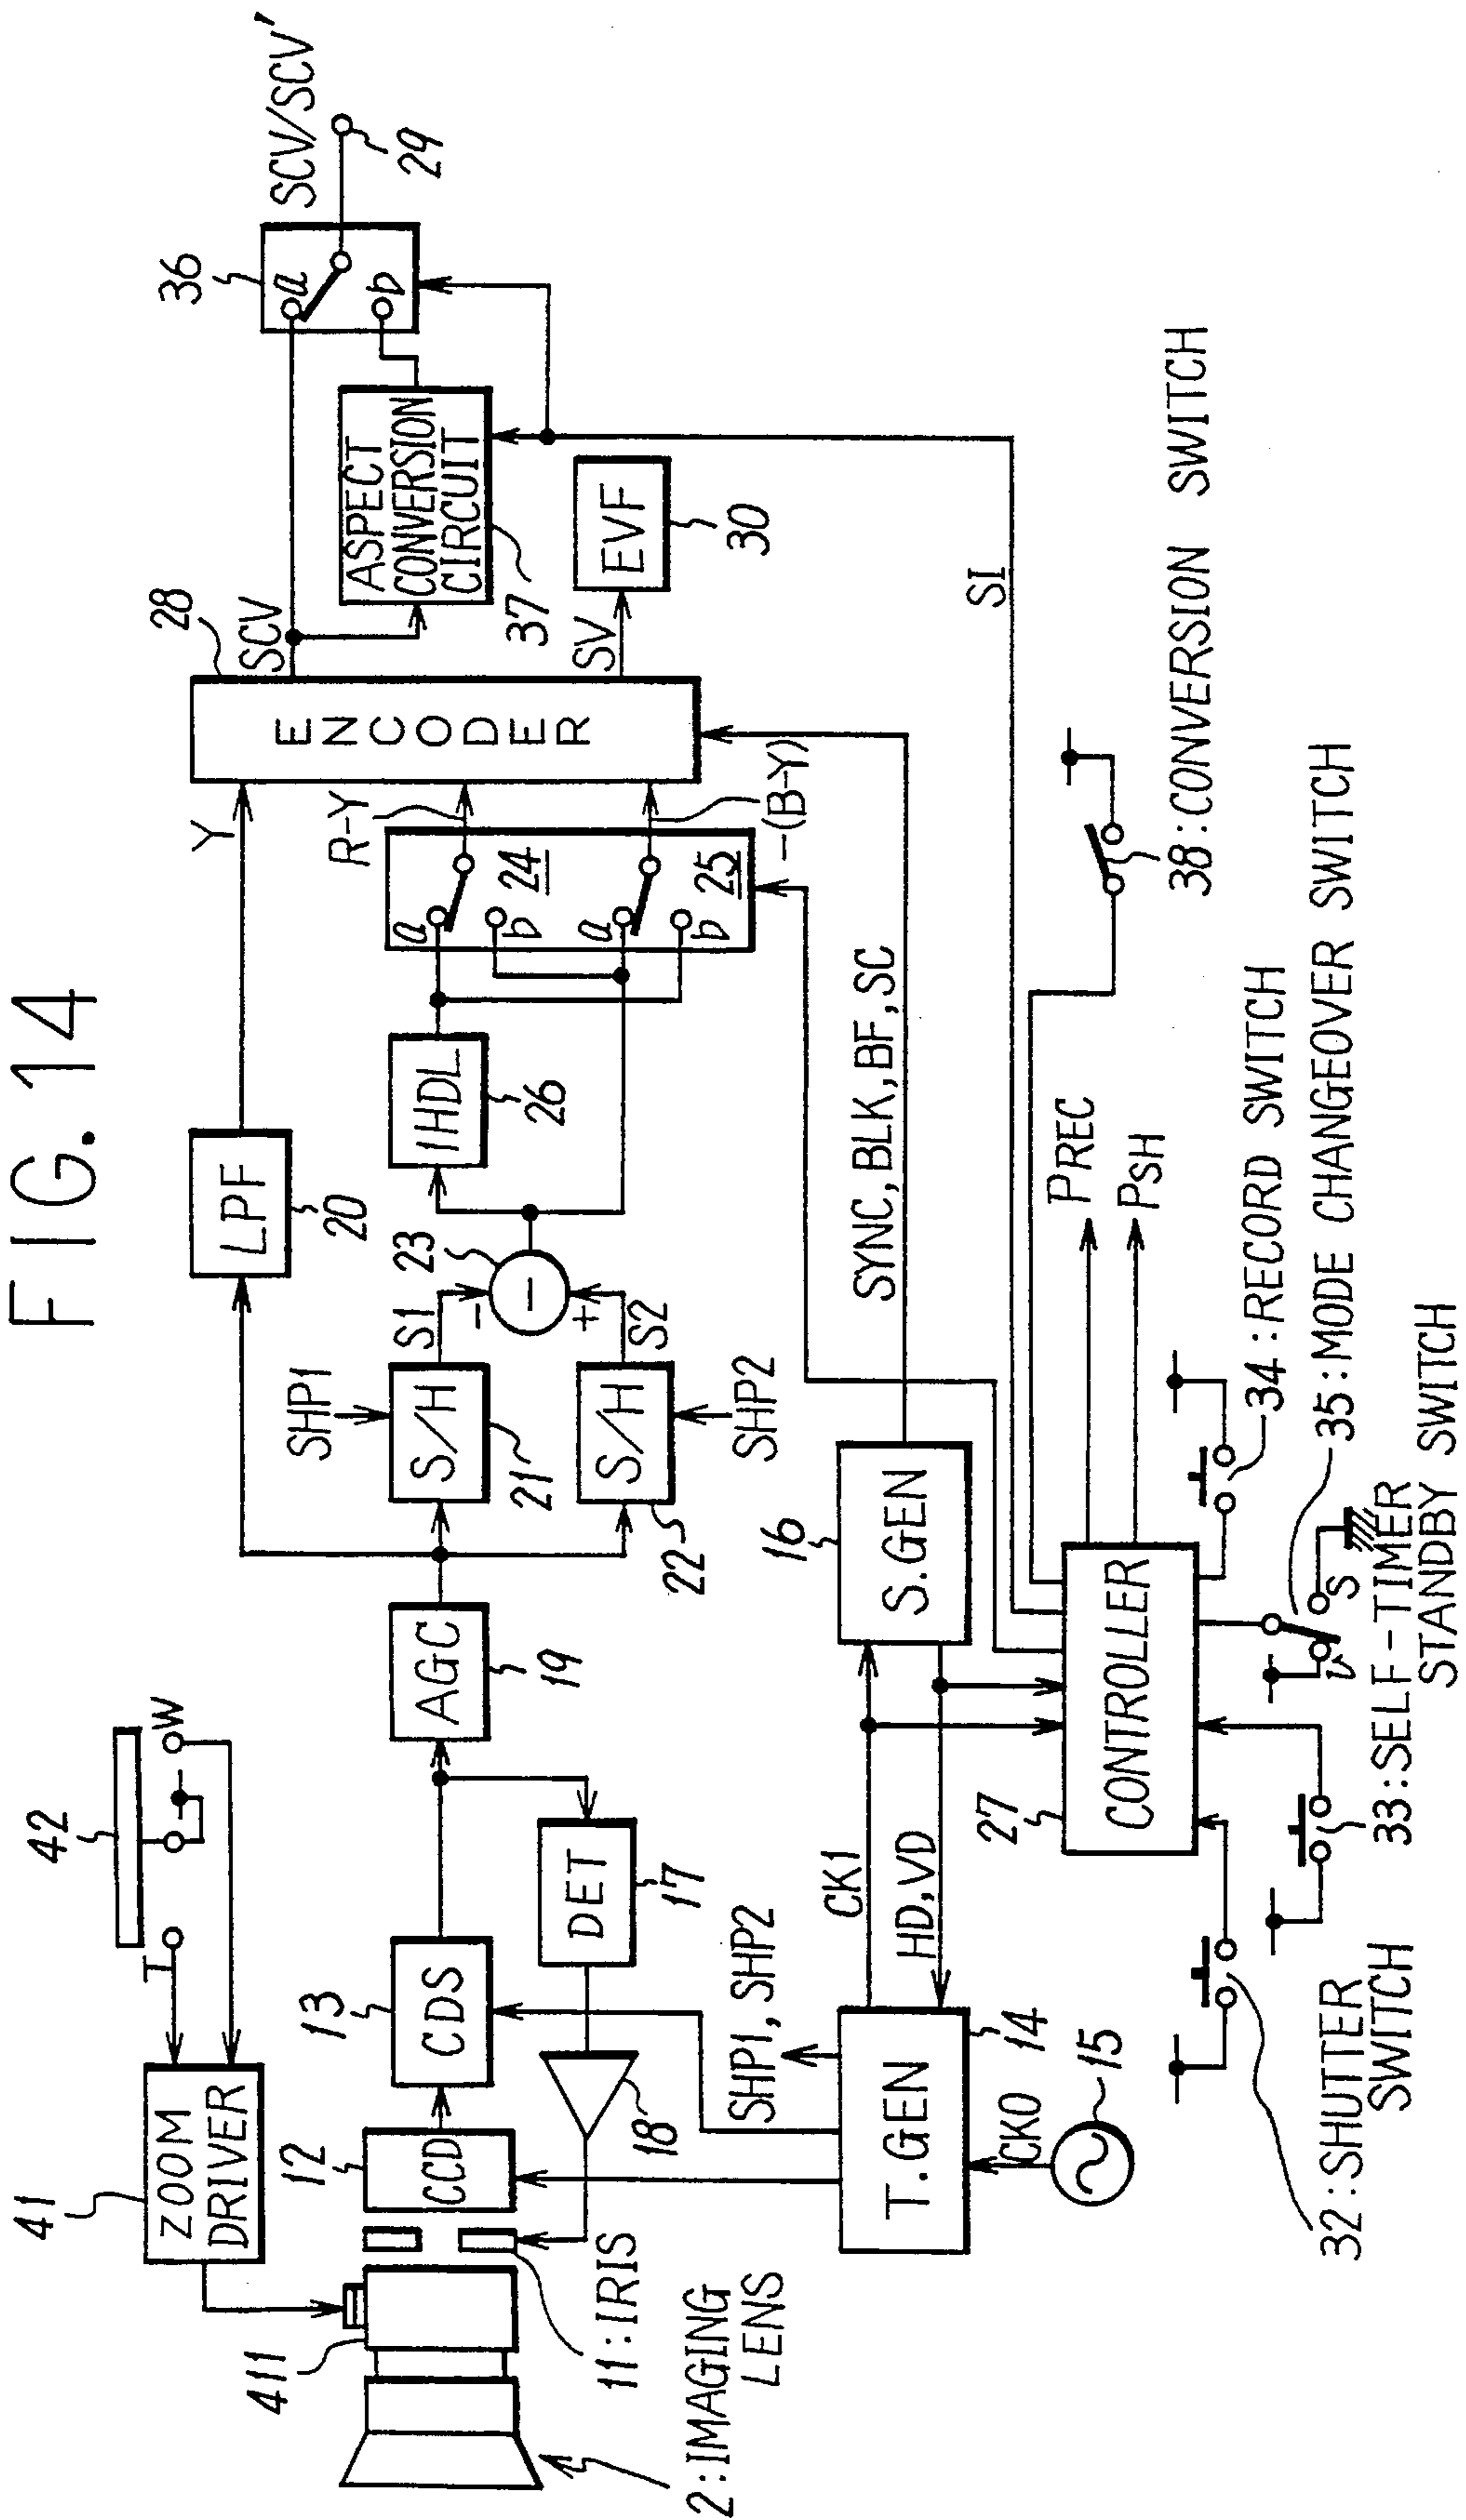 FIG.14
41
ZOOM
DRIVER
42
T
W
411
2:IMAGING
LENS
11:IRIS
12
CCD
13
CDS
DET
17
18
AGC
19
SHP1
S/H
21
S/H
22
SHP2
S1
S2
23
-
+
-
LPF
20
1HDL
26
Y
R-Y
-(B-Y)
a
b
24
a
b
25
ENCODER
28
SCV
SV
ASPECT
CONVERSION
CIRCUIT
37
EVF
30
36
a
b
SCV/SCV'
29
SHP1,SHP2
T.GEN
14
CK0
15
CK1
HD,VD
16
S.GEN
SYNC,BLK,BF,SC
SI
27
CONTROLLER
PREC
PSH
32:SHUTTER
SWITCH
33:SELF-TIMER
STANDBY SWITCH
V
S
34:RECORD SWITCH
35:MODE CHANGEOVER SWITCH
38:CONVERSION SWITCH